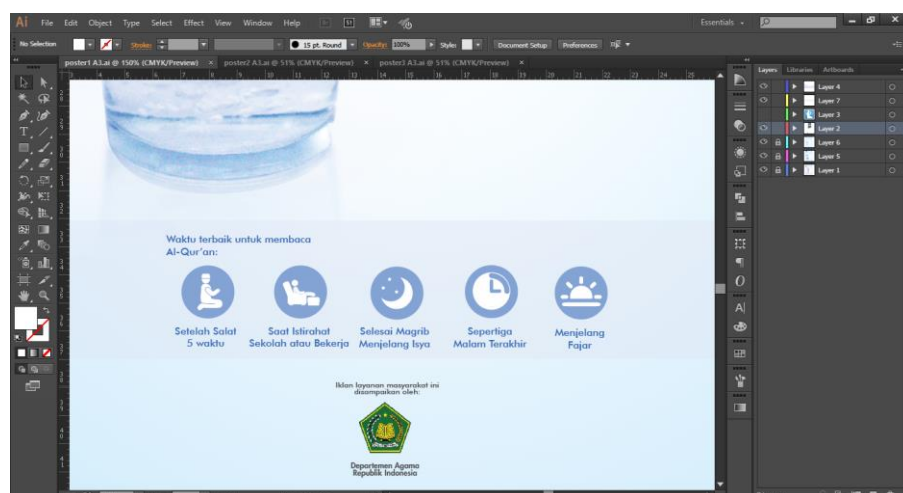 Ai File Edit Object Type Select Effect View Window Help Essentials
No Selection Stroke: 15 pt. Round Opacity: 100% Style: Document Setup Preferences
poster1 A3.ai @ 150% (CMYK/Preview) × poster2 A3.ai @ 51% (CMYK/Preview) × poster3 A3.ai @ 51% (CMYK/Preview) ×
Layers Libraries Artboards
Layer 4
Layer 7
Layer 3
Layer 2
Layer 6
Layer 5
Layer 1
Waktu terbaik untuk membaca
Al-Qur'an:
Setelah Salat
5 waktu
Saat Istirahat
Sekolah atau Bekerja
Selesai Magrib
Menjelang Isya
Sepertiga
Malam Terakhir
Menjelang
Fajar
Iklan layanan masyarakat ini
disampaikan oleh:
Departemen Agama
Republik Indonesia